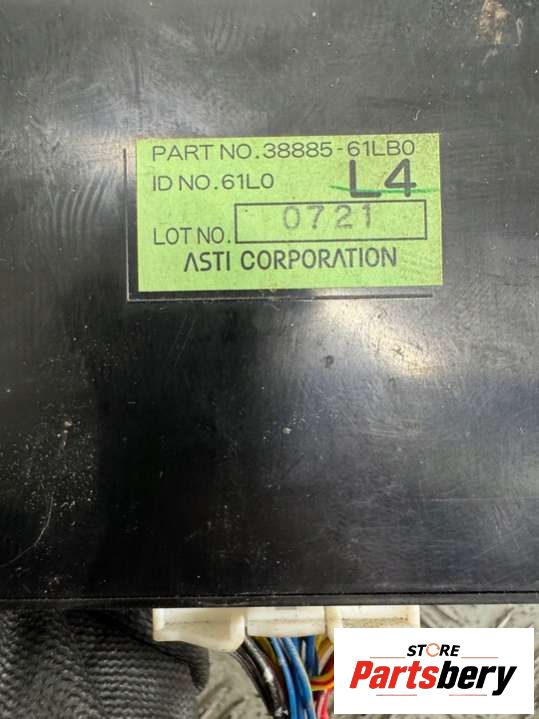 PART NO.38885-61LB0
ID NO.61L0 L4
LOT NO. 0721
ASTI CORPORATION
STORE
Partsbery